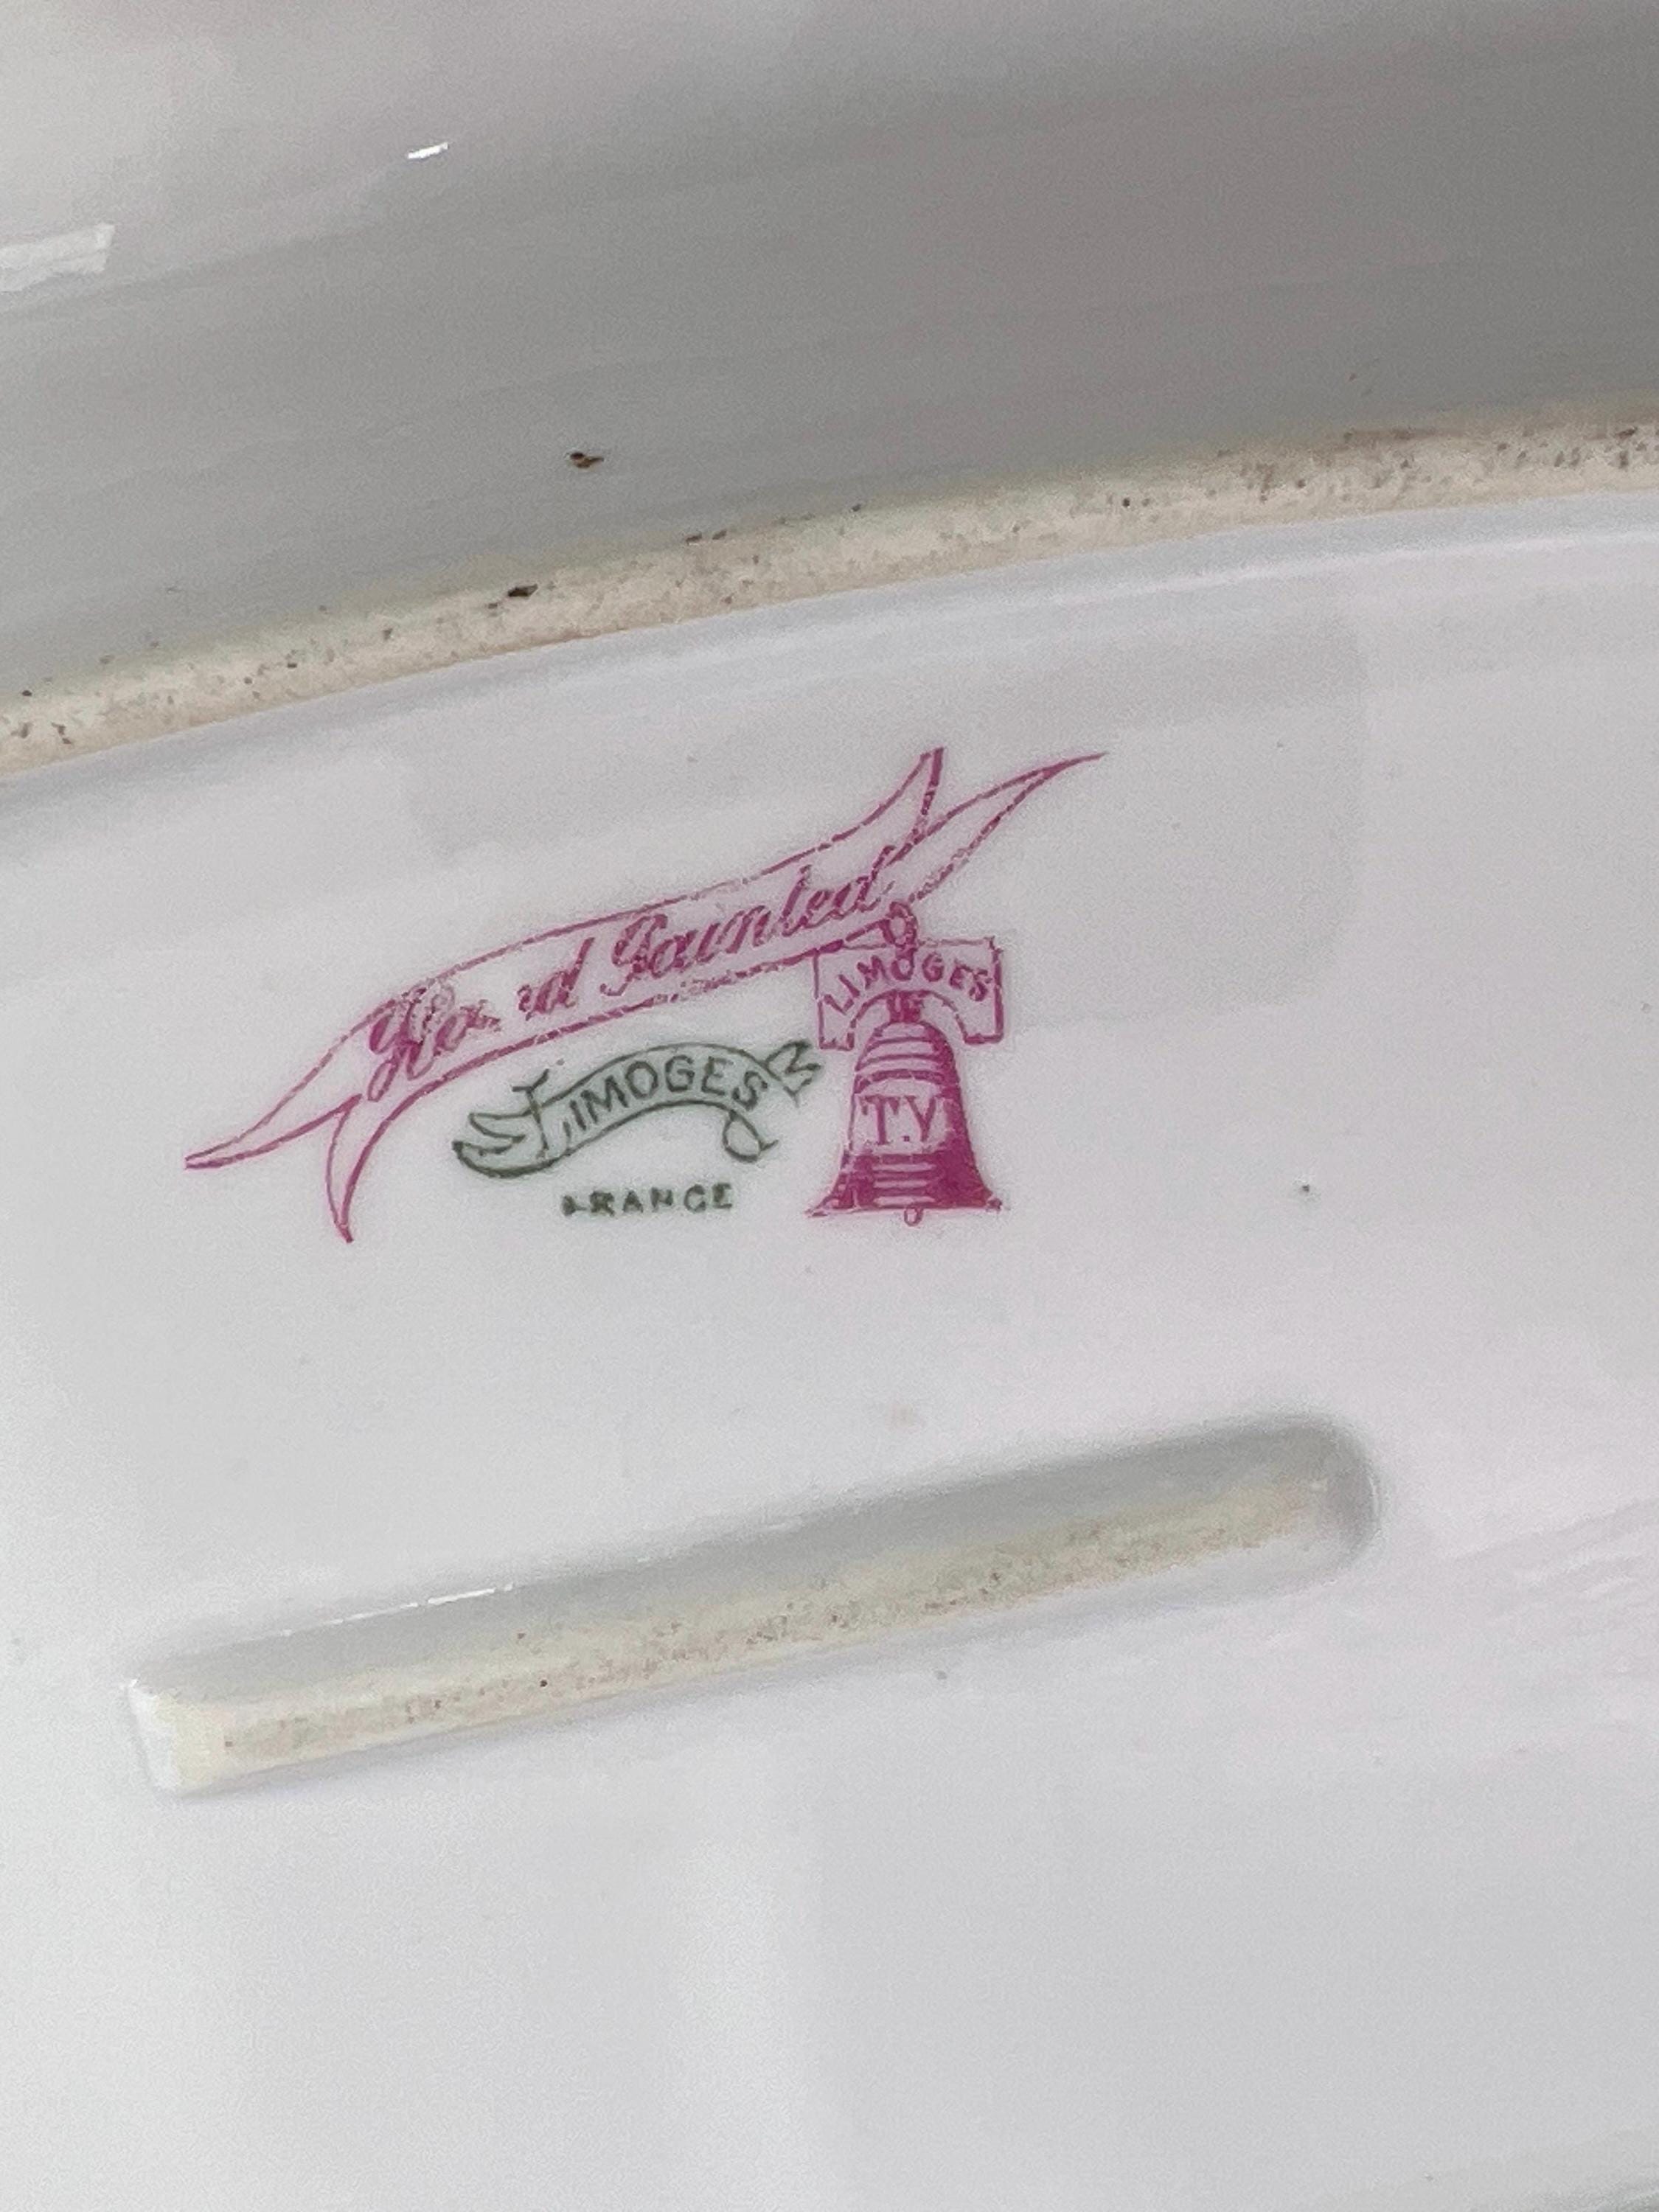 Hand Painted
LIMOGES
LIMOGES
FRANCE
T.V